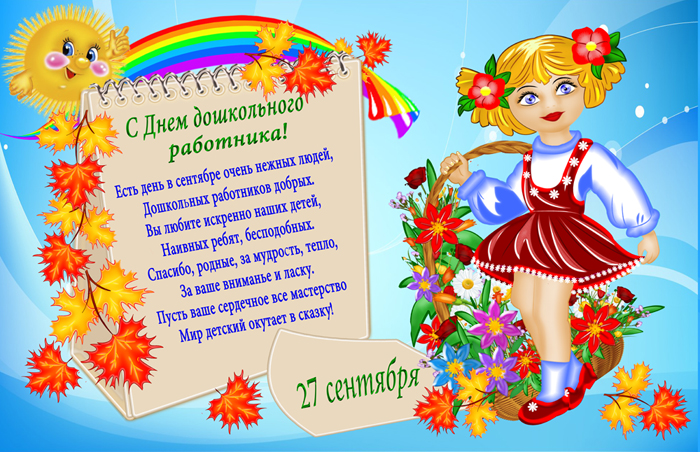 С Днем дошкольного
работника!
Есть день в сентябре очень нежных людей,
Дошкольных работников добрых.
Вы любите искренно наших детей,
Наивных ребят, бесподобных.
Спасибо, родные, за мудрость, тепло,
За ваше вниманье и ласку.
Пусть ваше сердечное все мастерство
Мир детский окутает в сказку!
27 сентября